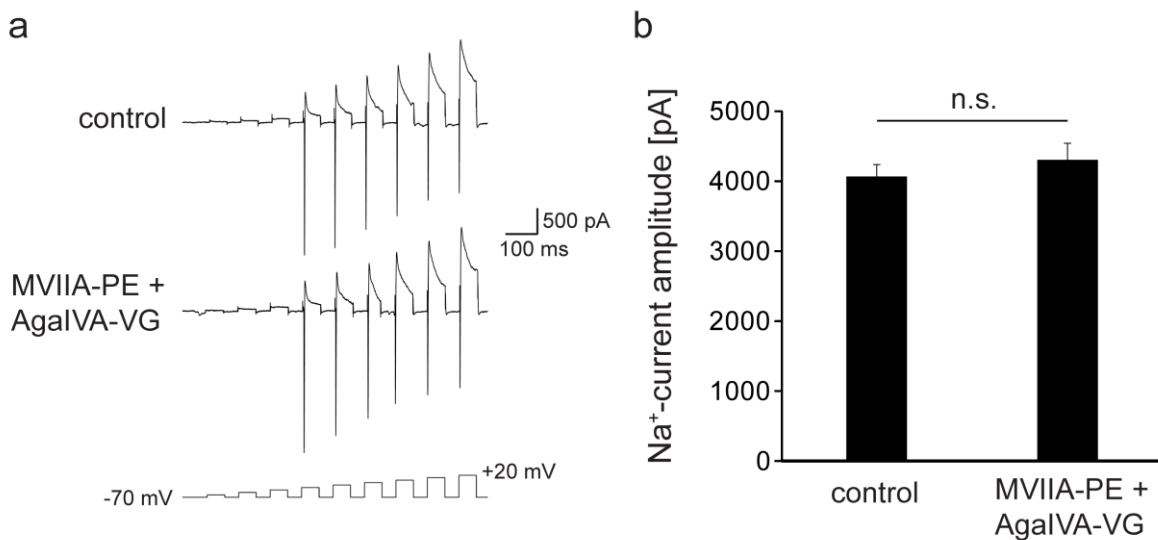 a
control
500 pA
100 ms
MVIIA-PE +
AgaIVA-VG
-70 mV
+20 mV
b
Na⁺-current amplitude [pA]
5000
4000
3000
2000
1000
0
n.s.
control
MVIIA-PE +
AgaIVA-VG